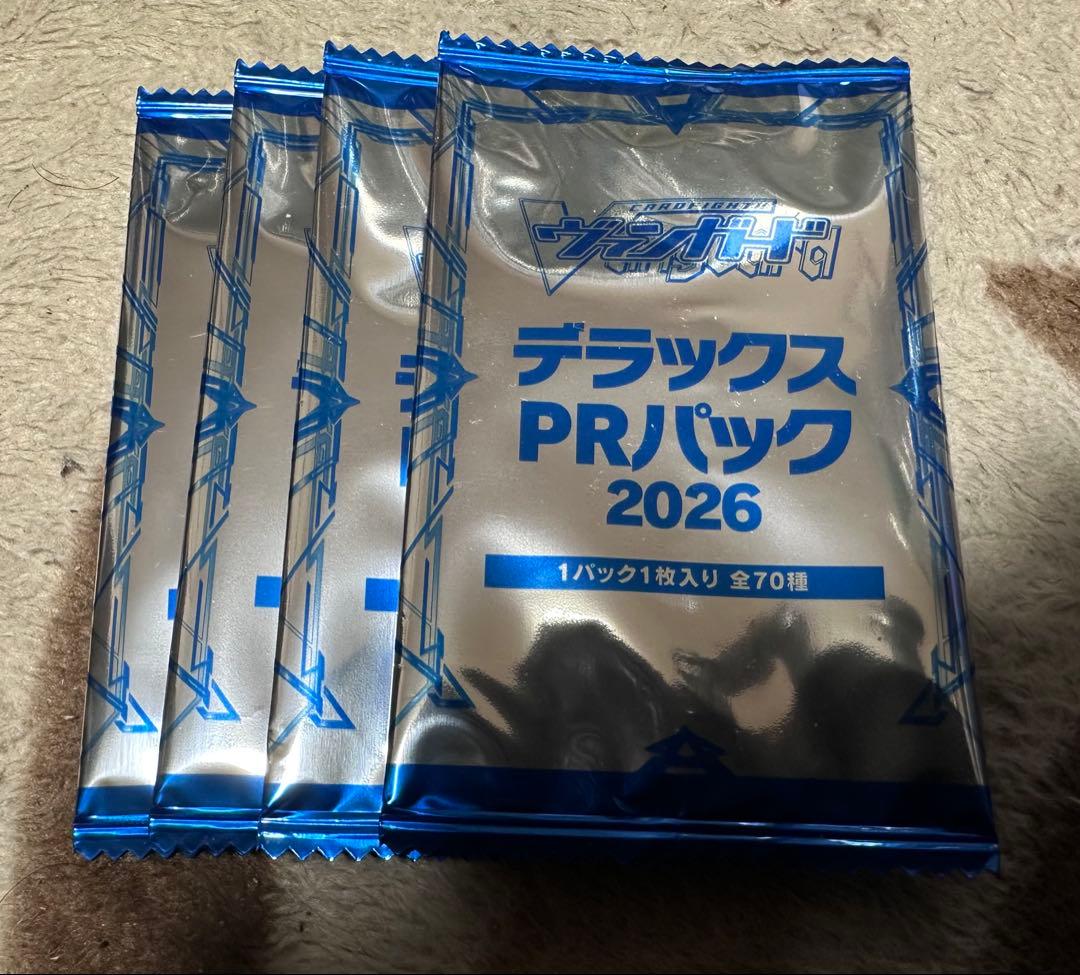 CARDFIGHT!!
ヴァンガード
Vanguard
デラックス
PRパック
2026
1パック1枚入り 全70種